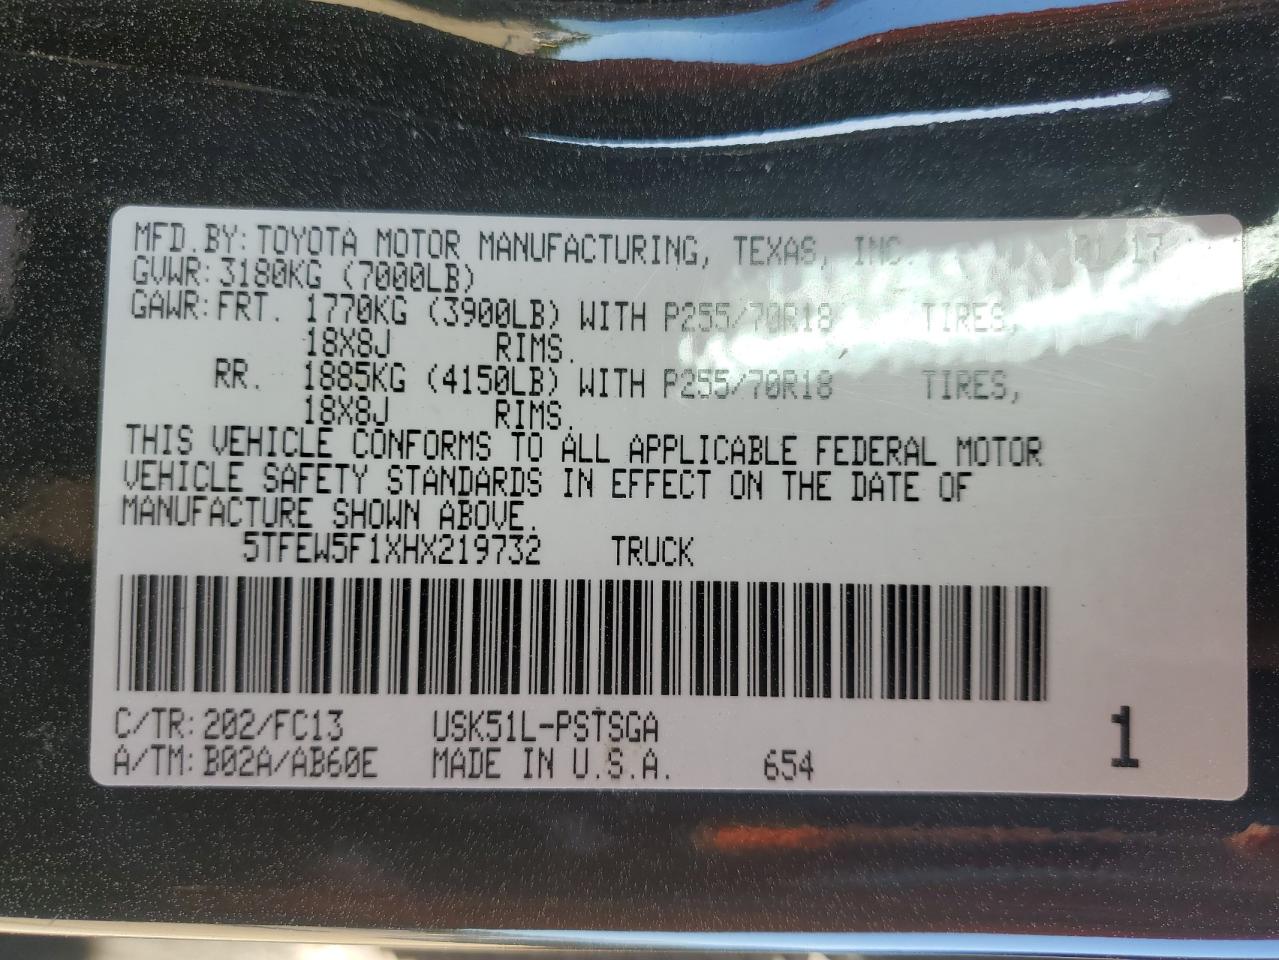 MFD.BY:TOYOTA MOTOR MANUFACTURING, TEXAS, INC. 01/17
GVWR:3180KG (7000LB)
GAWR:FRT. 1770KG (3900LB) WITH P255/70R18 TIRES,
18X8J RIMS.
RR. 1885KG (4150LB) WITH P255/70R18 TIRES,
18X8J RIMS.
THIS VEHICLE CONFORMS TO ALL APPLICABLE FEDERAL MOTOR
VEHICLE SAFETY STANDARDS IN EFFECT ON THE DATE OF
MANUFACTURE SHOWN ABOVE.
5TFEW5F1XHX219732 TRUCK
C/TR:202/FC13 USK51L-PSTSGA
A/TM:B02A/AB60E MADE IN U.S.A. 654 1